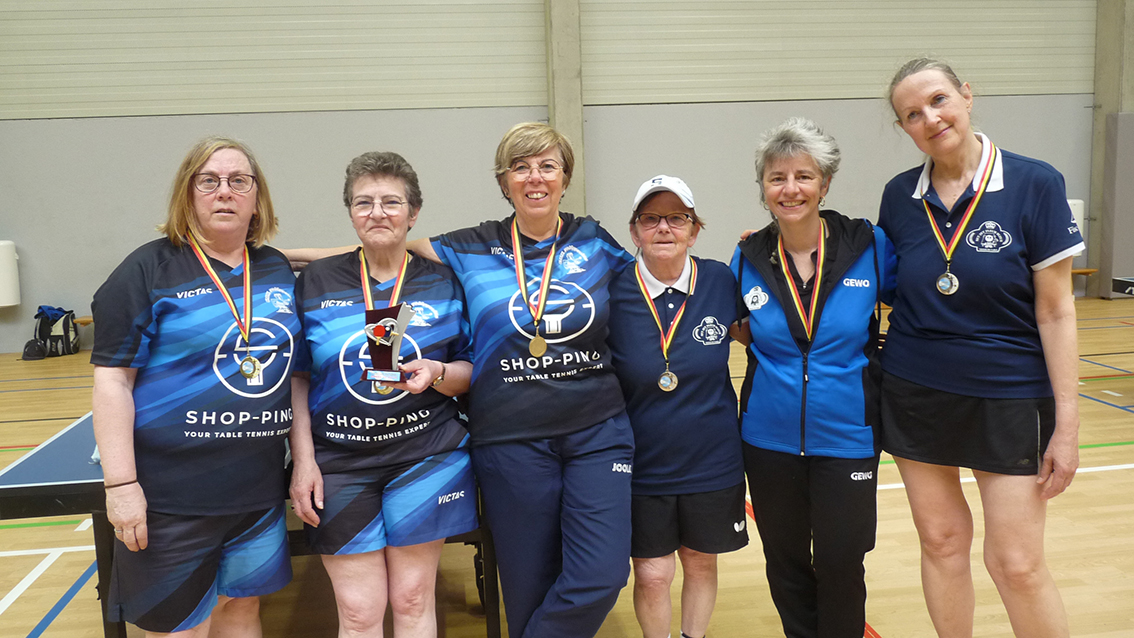 VICTAS
SHOP-PING
YOUR TABLE TENNIS EXPERT
VICTAS
SHOP-PING
YOUR TABLE TENNIS EXPERT
VICTAS
SHOP-PING
YOUR TABLE TENNIS EXPERT
JOOLA
GEWO
GEWO